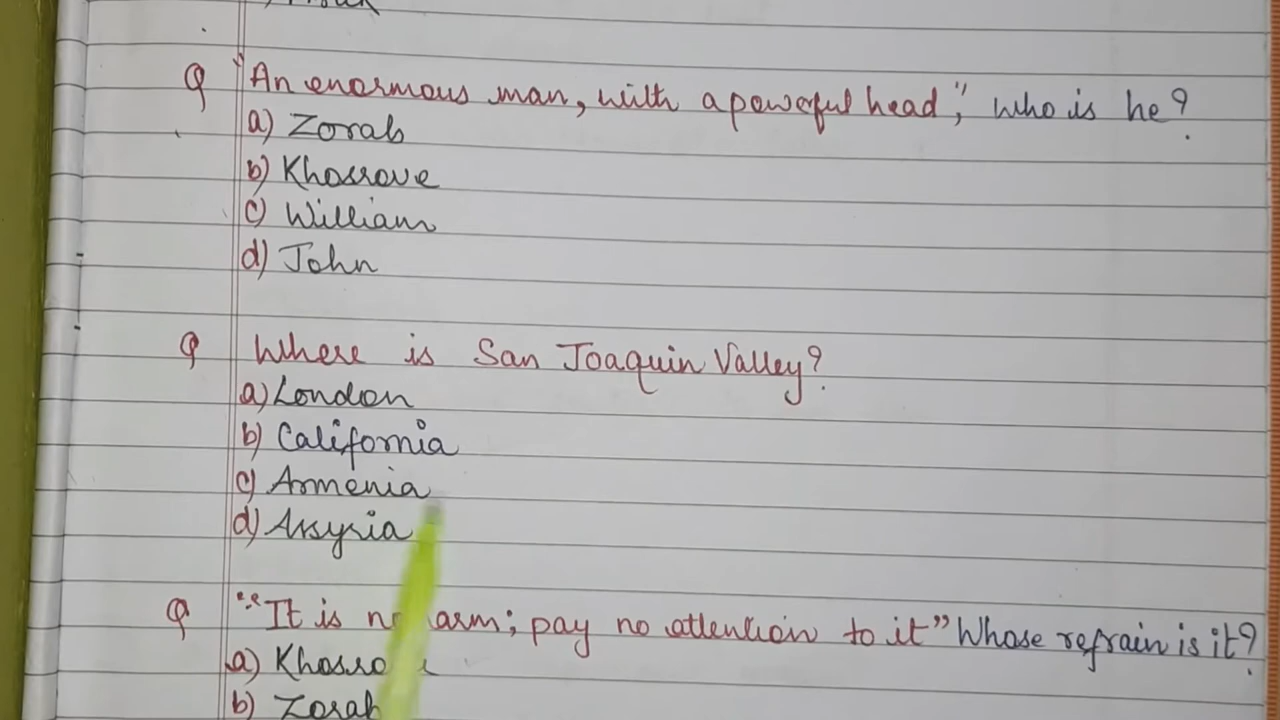 Q "An enormous man, with a powerful head", who is he?
a) Zorab
b) Khosrove
c) William
d) John
Q Where is San Joaquin Valley?
a) London
b) California
c) Armenia
d) Assyria
Q "It is no arm; pay no attention to it" Whose refrain is it?
a) Khosro
b) Zorab